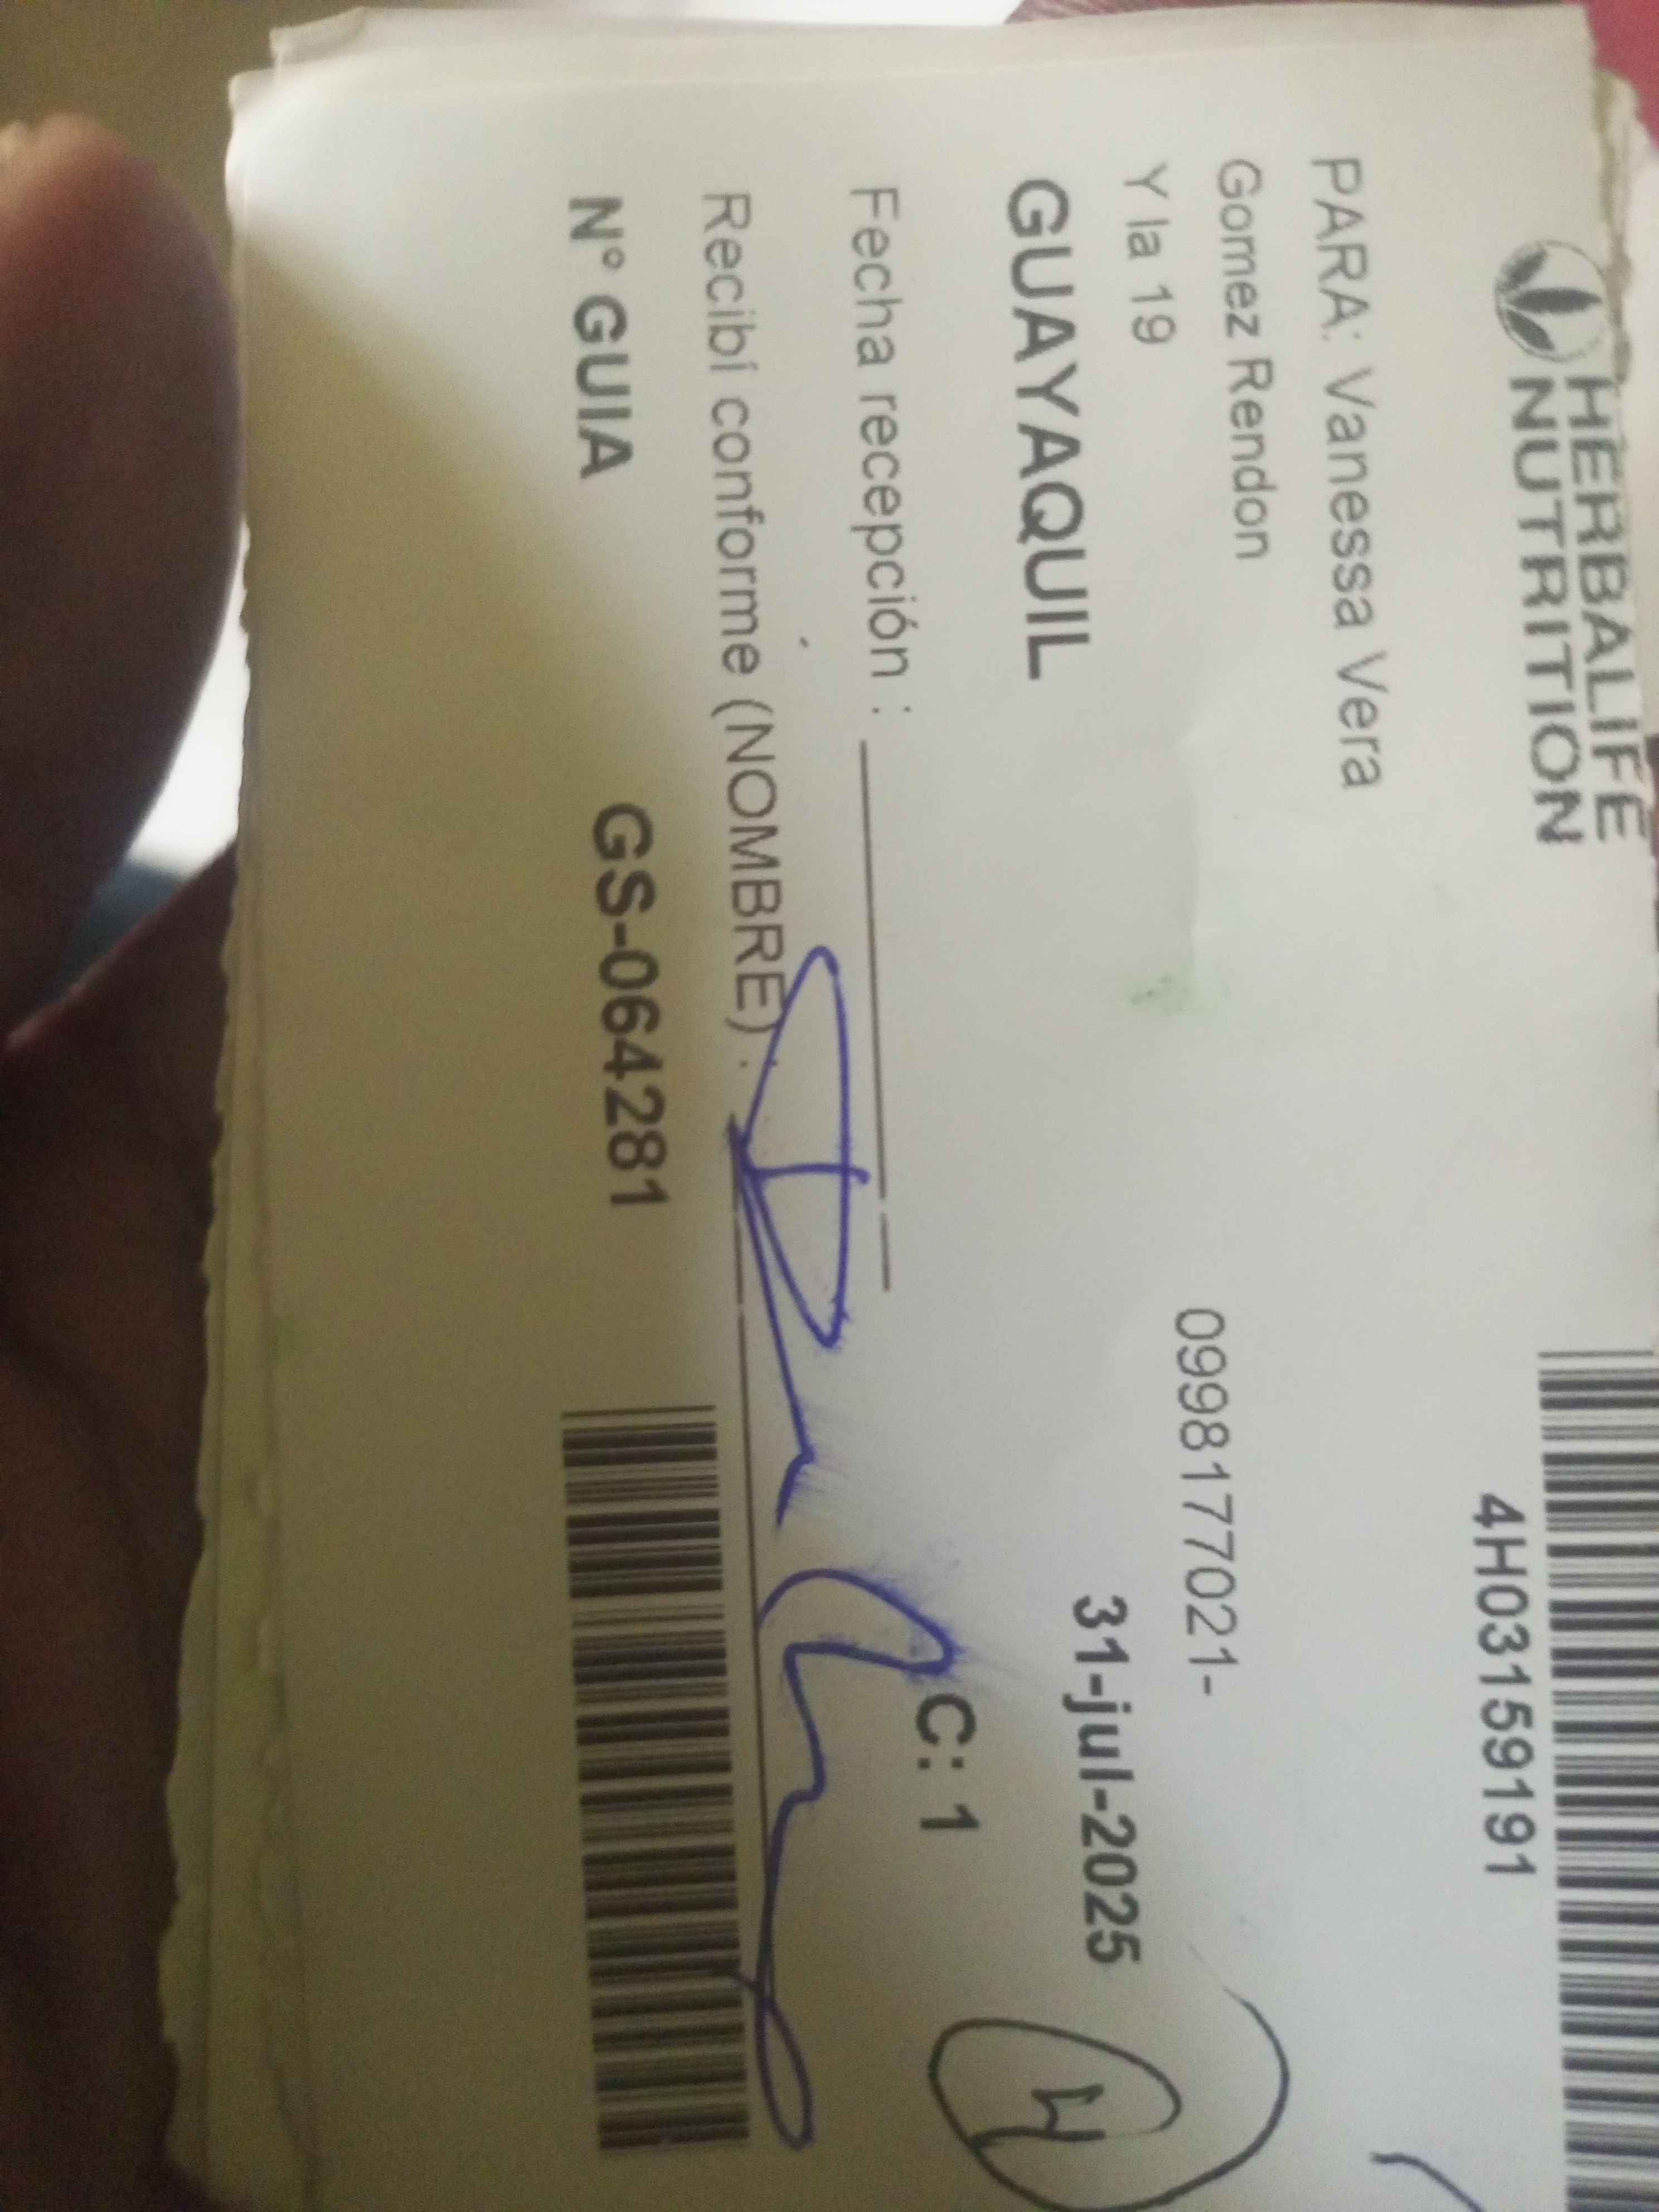 HERBALIFE
NUTRITION
4H03159191
PARA: Vanessa Vera
Gomez Rendon
0998177021-
Y la 19
GUAYAQUIL
31-jul-2025
Fecha recepción :
C: 1
Recibí conforme (NOMBRE) :
N° GUIA
GS-064281